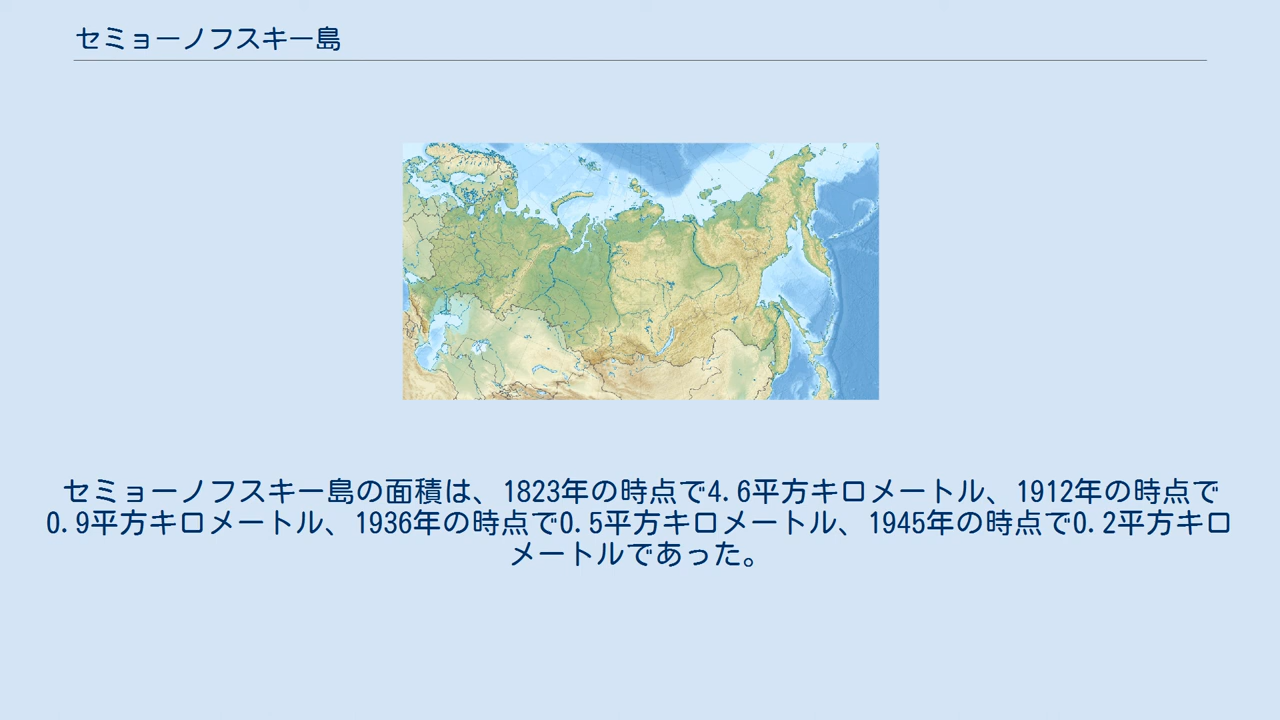 セミョーノフスキー島
セミョーノフスキー島の面積は、1823年の時点で4.6平方キロメートル、1912年の時点で
0.9平方キロメートル、1936年の時点で0.5平方キロメートル、1945年の時点で0.2平方キロ
メートルであった。